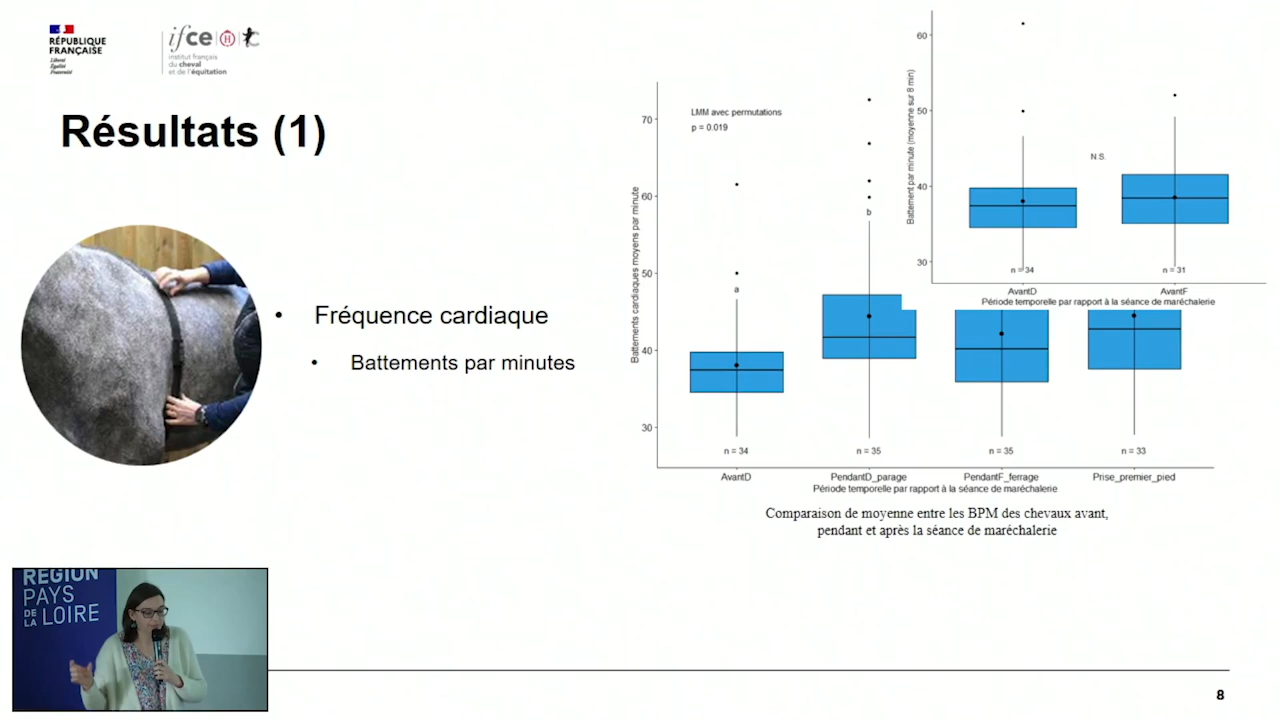 RÉPUBLIQUE
FRANÇAISE
Liberté
Égalité
Fraternité
ifce
institut français
du cheval
et de l'équitation
Résultats (1)
• Fréquence cardiaque
• Battements par minutes
Battements cardiaques moyens par minute
70
60
50
40
30
LMM avec permutations
p = 0.019
a
b
n = 34
n = 35
n = 35
n = 33
AvantD
PendantD_parage
PendantF_ferrage
Prise_premier_pied
Période temporelle par rapport à la séance de maréchalerie
Battement par minute (moyenne sur 8 min)
60
50
40
30
N.S.
n = 34
n = 31
AvantD
AvantF
Période temporelle par rapport à la séance de maréchalerie
Comparaison de moyenne entre les BPM des chevaux avant,
pendant et après la séance de maréchalerie
RÉGION
PAYS
DE LA LOIRE
8